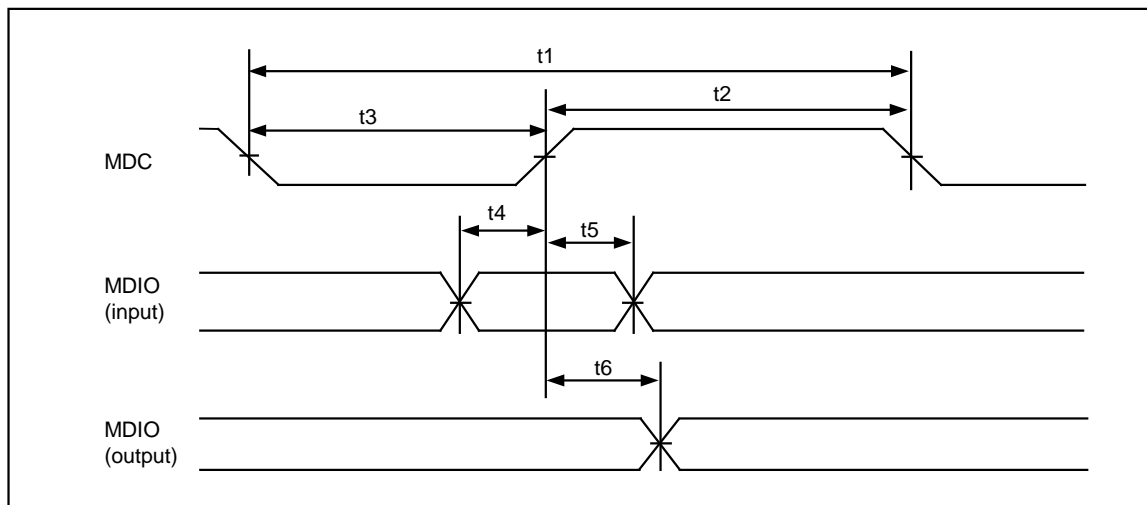 t1
t2
t3
MDC
t4
t5
MDIO
(input)
t6
MDIO
(output)